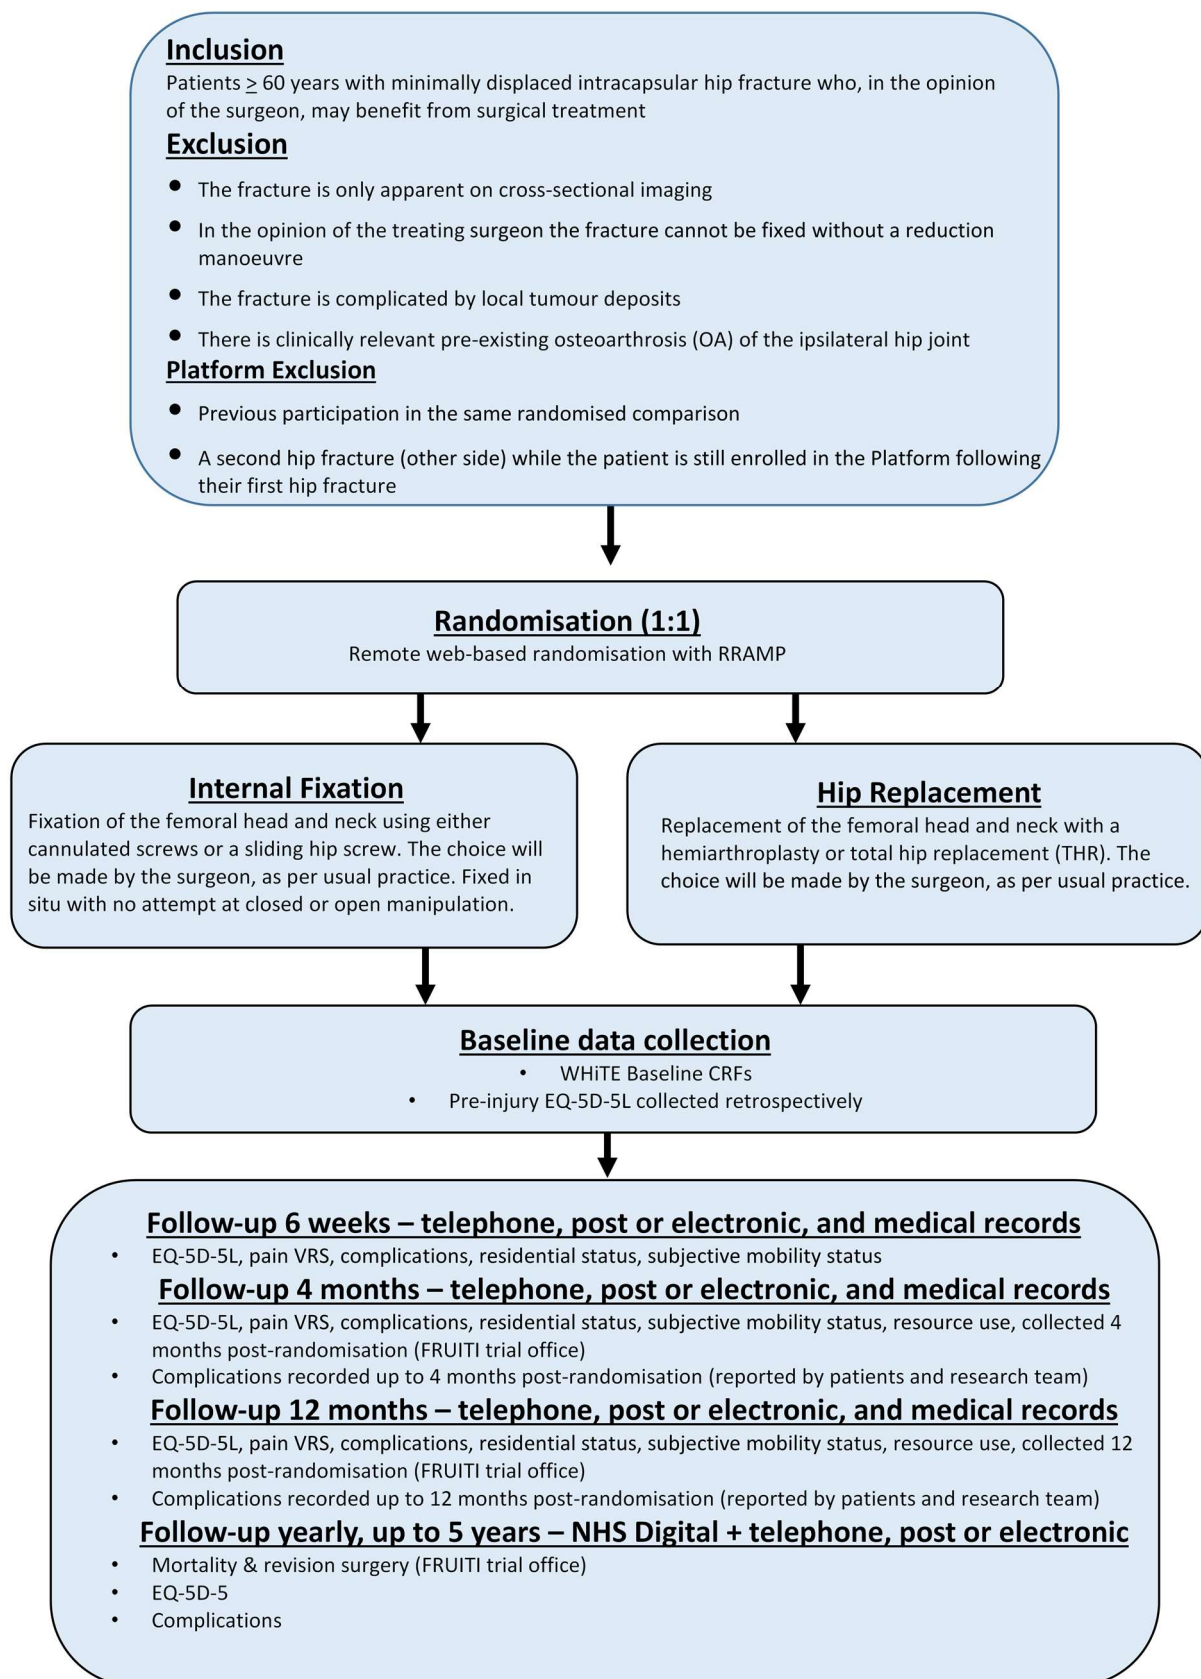 Inclusion
Patients ≥ 60 years with minimally displaced intracapsular hip fracture who, in the opinion
of the surgeon, may benefit from surgical treatment
Exclusion
• The fracture is only apparent on cross-sectional imaging
• In the opinion of the treating surgeon the fracture cannot be fixed without a reduction
manoeuvre
• The fracture is complicated by local tumour deposits
• There is clinically relevant pre-existing osteoarthrosis (OA) of the ipsilateral hip joint
Platform Exclusion
• Previous participation in the same randomised comparison
• A second hip fracture (other side) while the patient is still enrolled in the Platform following
their first hip fracture
Randomisation (1:1)
Remote web-based randomisation with RRAMP
Internal Fixation
Fixation of the femoral head and neck using either
cannulated screws or a sliding hip screw. The choice will
be made by the surgeon, as per usual practice. Fixed in
situ with no attempt at closed or open manipulation.
Hip Replacement
Replacement of the femoral head and neck with a
hemiarthroplasty or total hip replacement (THR). The
choice will be made by the surgeon, as per usual practice.
Baseline data collection
• WHiTE Baseline CRFs
• Pre-injury EQ-5D-5L collected retrospectively
Follow-up 6 weeks – telephone, post or electronic, and medical records
• EQ-5D-5L, pain VRS, complications, residential status, subjective mobility status
Follow-up 4 months – telephone, post or electronic, and medical records
• EQ-5D-5L, pain VRS, complications, residential status, subjective mobility status, resource use, collected 4
months post-randomisation (FRUITI trial office)
• Complications recorded up to 4 months post-randomisation (reported by patients and research team)
Follow-up 12 months – telephone, post or electronic, and medical records
• EQ-5D-5L, pain VRS, complications, residential status, subjective mobility status, resource use, collected 12
months post-randomisation (FRUITI trial office)
• Complications recorded up to 12 months post-randomisation (reported by patients and research team)
Follow-up yearly, up to 5 years – NHS Digital + telephone, post or electronic
• Mortality & revision surgery (FRUITI trial office)
• EQ-5D-5
• Complications